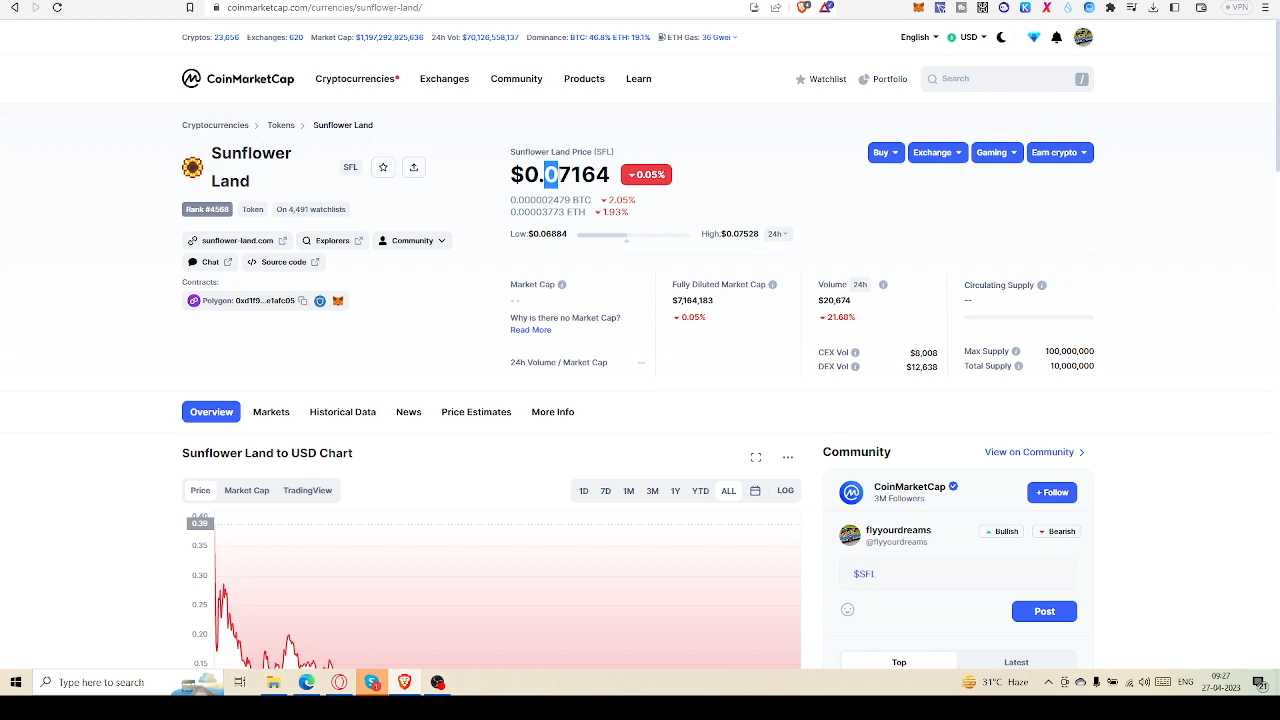 coinmarketcap.com/currencies/sunflower-land/
VPN
Cryptos: 23,656 Exchanges: 620 Market Cap: $1,197,292,825,636 24h Vol: $70,126,558,137 Dominance: BTC: 46.8% ETH: 19.1% ETH Gas: 36 Gwei
English USD
CoinMarketCap Cryptocurrencies Exchanges Community Products Learn
Watchlist Portfolio Search /
Cryptocurrencies > Tokens > Sunflower Land
Sunflower Land
SFL
Rank #4568 Token On 4,491 watchlists
sunflower-land.com Explorers Community
Chat Source code
Contracts:
Polygon: 0xd1f9...e1afc05
Sunflower Land Price (SFL)
$0.07164 0.05%
0.000002479 BTC 2.05%
0.00003773 ETH 1.93%
Low: $0.06884 High: $0.07528 24h
Buy Exchange Gaming Earn crypto
Market Cap
- -
Why is there no Market Cap?
Read More
24h Volume / Market Cap --
Fully Diluted Market Cap
$7,164,183
0.05%
Volume 24h
$20,674
21.68%
CEX Vol $8,008
DEX Vol $12,638
Circulating Supply
--
Max Supply 100,000,000
Total Supply 10,000,000
Overview Markets Historical Data News Price Estimates More Info
Sunflower Land to USD Chart
Price Market Cap TradingView
1D 7D 1M 3M 1Y YTD ALL LOG
0.40
0.39
0.35
0.30
0.25
0.20
0.15
Community View on Community >
CoinMarketCap
3M Followers
+ Follow
flyyourdreams
@flyyourdreams
Bullish Bearish
$SFL
Post
Top Latest
Type here to search
31°C Haze ENG 09:27
27-04-2023
21